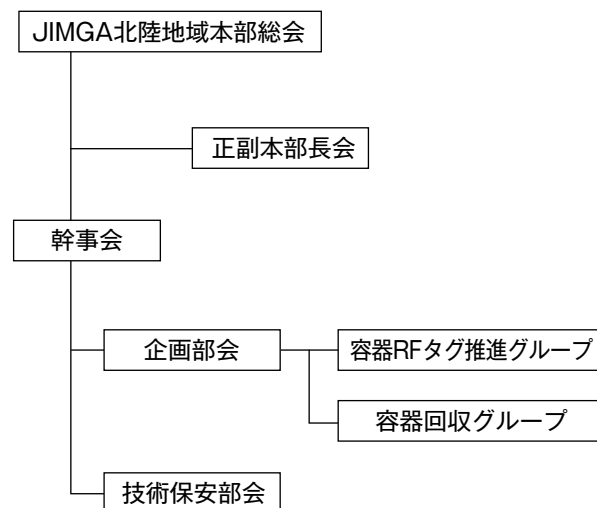 JIMGA北陸地域本部総会
正副本部長会
幹事会
企画部会
容器RFタグ推進グループ
容器回収グループ
技術保安部会